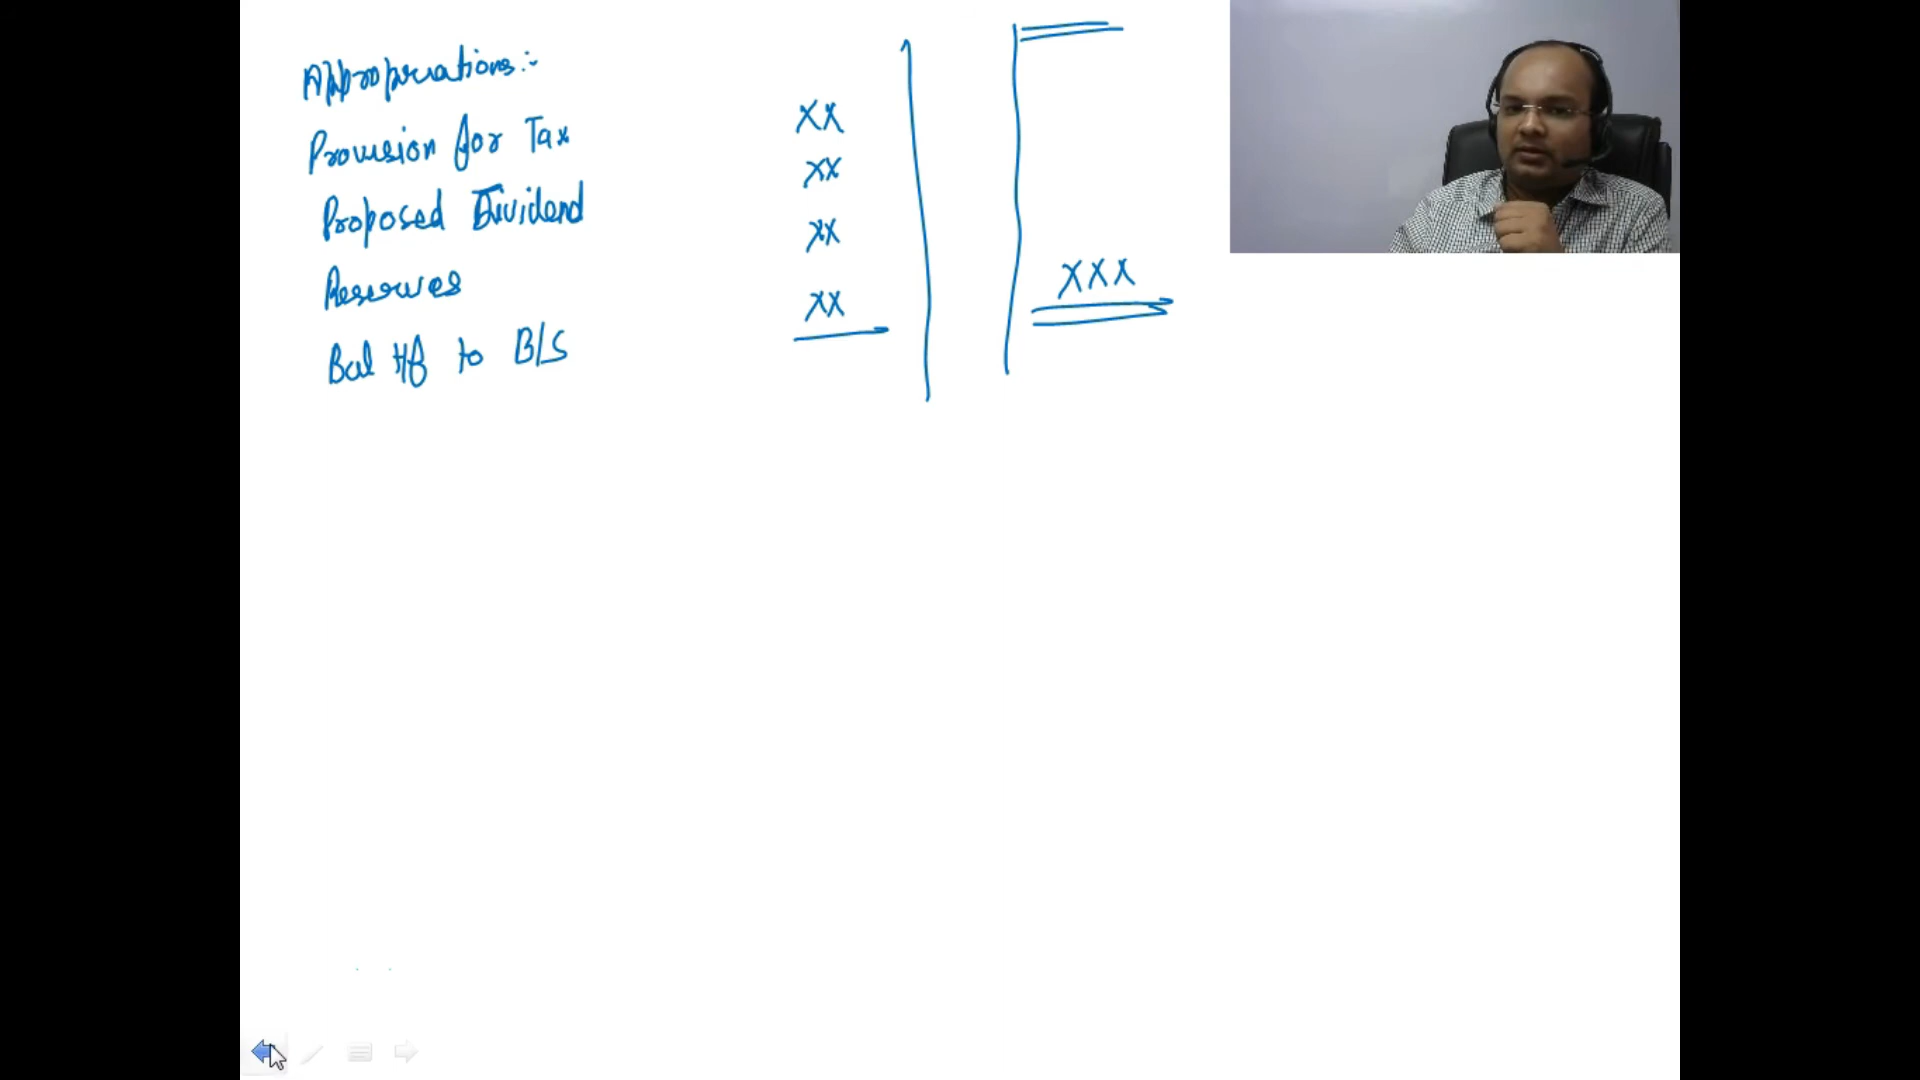 Appropriations:-
XX
Provision for Tax
XX
Proposed Dividend
XX
Reserves
XX
XXX
Bal to B/S